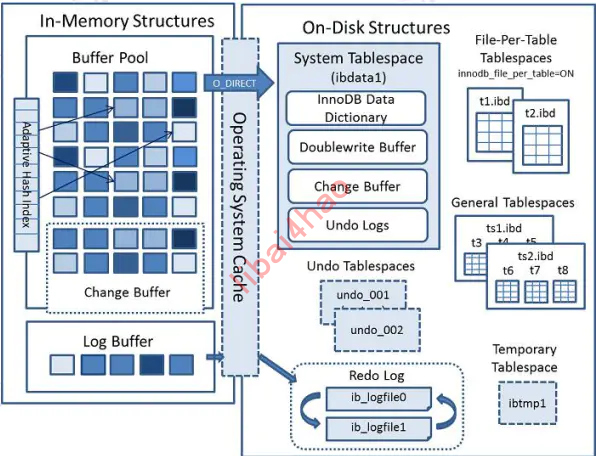 In-Memory Structures
Buffer Pool
Adaptive Hash Index
Change Buffer
Log Buffer
O_DIRECT
Operating System Cache
On-Disk Structures
System Tablespace
(ibdata1)
InnoDB Data
Dictionary
Doublewrite Buffer
Change Buffer
Undo Logs
Undo Tablespaces
undo_001
undo_002
Redo Log
ib_logfile0
ib_logfile1
File-Per-Table
Tablespaces
innodb_file_per_table=ON
t1.ibd
t2.ibd
General Tablespaces
ts1.ibd
t3 t4 t5
ts2.ibd
t6 t7 t8
Temporary
Tablespace
ibtmp1